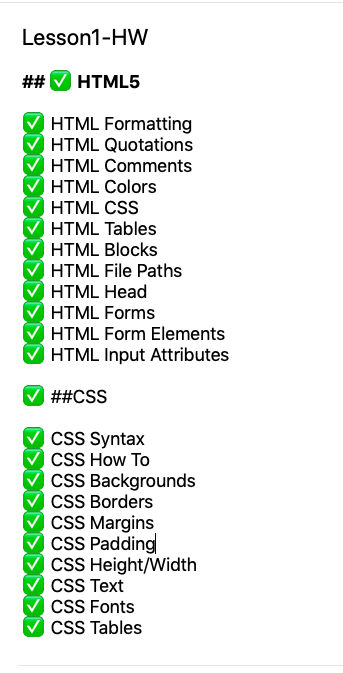 Lesson1-HW
## ✅ HTML5
✅ HTML Formatting
✅ HTML Quotations
✅ HTML Comments
✅ HTML Colors
✅ HTML CSS
✅ HTML Tables
✅ HTML Blocks
✅ HTML File Paths
✅ HTML Head
✅ HTML Forms
✅ HTML Form Elements
✅ HTML Input Attributes
✅ ##CSS
✅ CSS Syntax
✅ CSS How To
✅ CSS Backgrounds
✅ CSS Borders
✅ CSS Margins
✅ CSS Padding
✅ CSS Height/Width
✅ CSS Text
✅ CSS Fonts
✅ CSS Tables